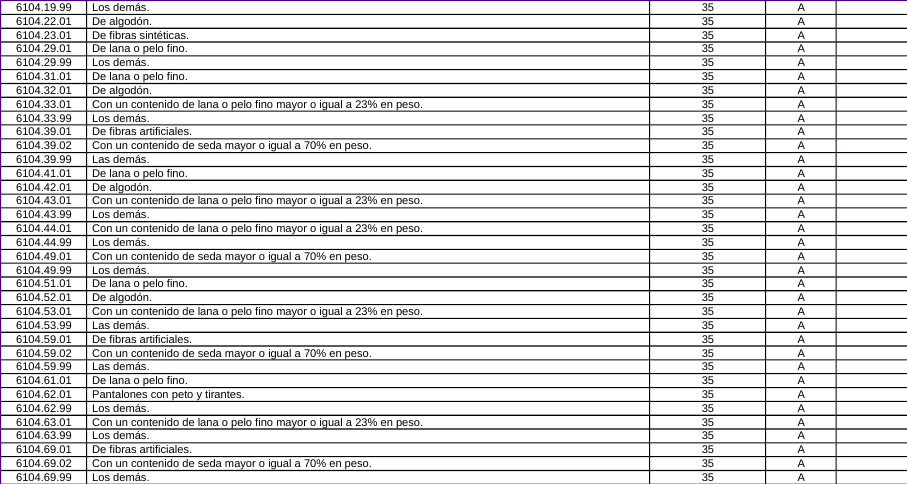 6104.19.99 Los demás. 35 A
6104.22.01 De algodón. 35 A
6104.23.01 De fibras sintéticas. 35 A
6104.29.01 De lana o pelo fino. 35 A
6104.29.99 Los demás. 35 A
6104.31.01 De lana o pelo fino. 35 A
6104.32.01 De algodón. 35 A
6104.33.01 Con un contenido de lana o pelo fino mayor o igual a 23% en peso. 35 A
6104.33.99 Los demás. 35 A
6104.39.01 De fibras artificiales. 35 A
6104.39.02 Con un contenido de seda mayor o igual a 70% en peso. 35 A
6104.39.99 Las demás. 35 A
6104.41.01 De lana o pelo fino. 35 A
6104.42.01 De algodón. 35 A
6104.43.01 Con un contenido de lana o pelo fino mayor o igual a 23% en peso. 35 A
6104.43.99 Los demás. 35 A
6104.44.01 Con un contenido de lana o pelo fino mayor o igual a 23% en peso. 35 A
6104.44.99 Los demás. 35 A
6104.49.01 Con un contenido de seda mayor o igual a 70% en peso. 35 A
6104.49.99 Los demás. 35 A
6104.51.01 De lana o pelo fino. 35 A
6104.52.01 De algodón. 35 A
6104.53.01 Con un contenido de lana o pelo fino mayor o igual a 23% en peso. 35 A
6104.53.99 Las demás. 35 A
6104.59.01 De fibras artificiales. 35 A
6104.59.02 Con un contenido de seda mayor o igual a 70% en peso. 35 A
6104.59.99 Las demás. 35 A
6104.61.01 De lana o pelo fino. 35 A
6104.62.01 Pantalones con peto y tirantes. 35 A
6104.62.99 Los demás. 35 A
6104.63.01 Con un contenido de lana o pelo fino mayor o igual a 23% en peso. 35 A
6104.63.99 Los demás. 35 A
6104.69.01 De fibras artificiales. 35 A
6104.69.02 Con un contenido de seda mayor o igual a 70% en peso. 35 A
6104.69.99 Los demás. 35 A